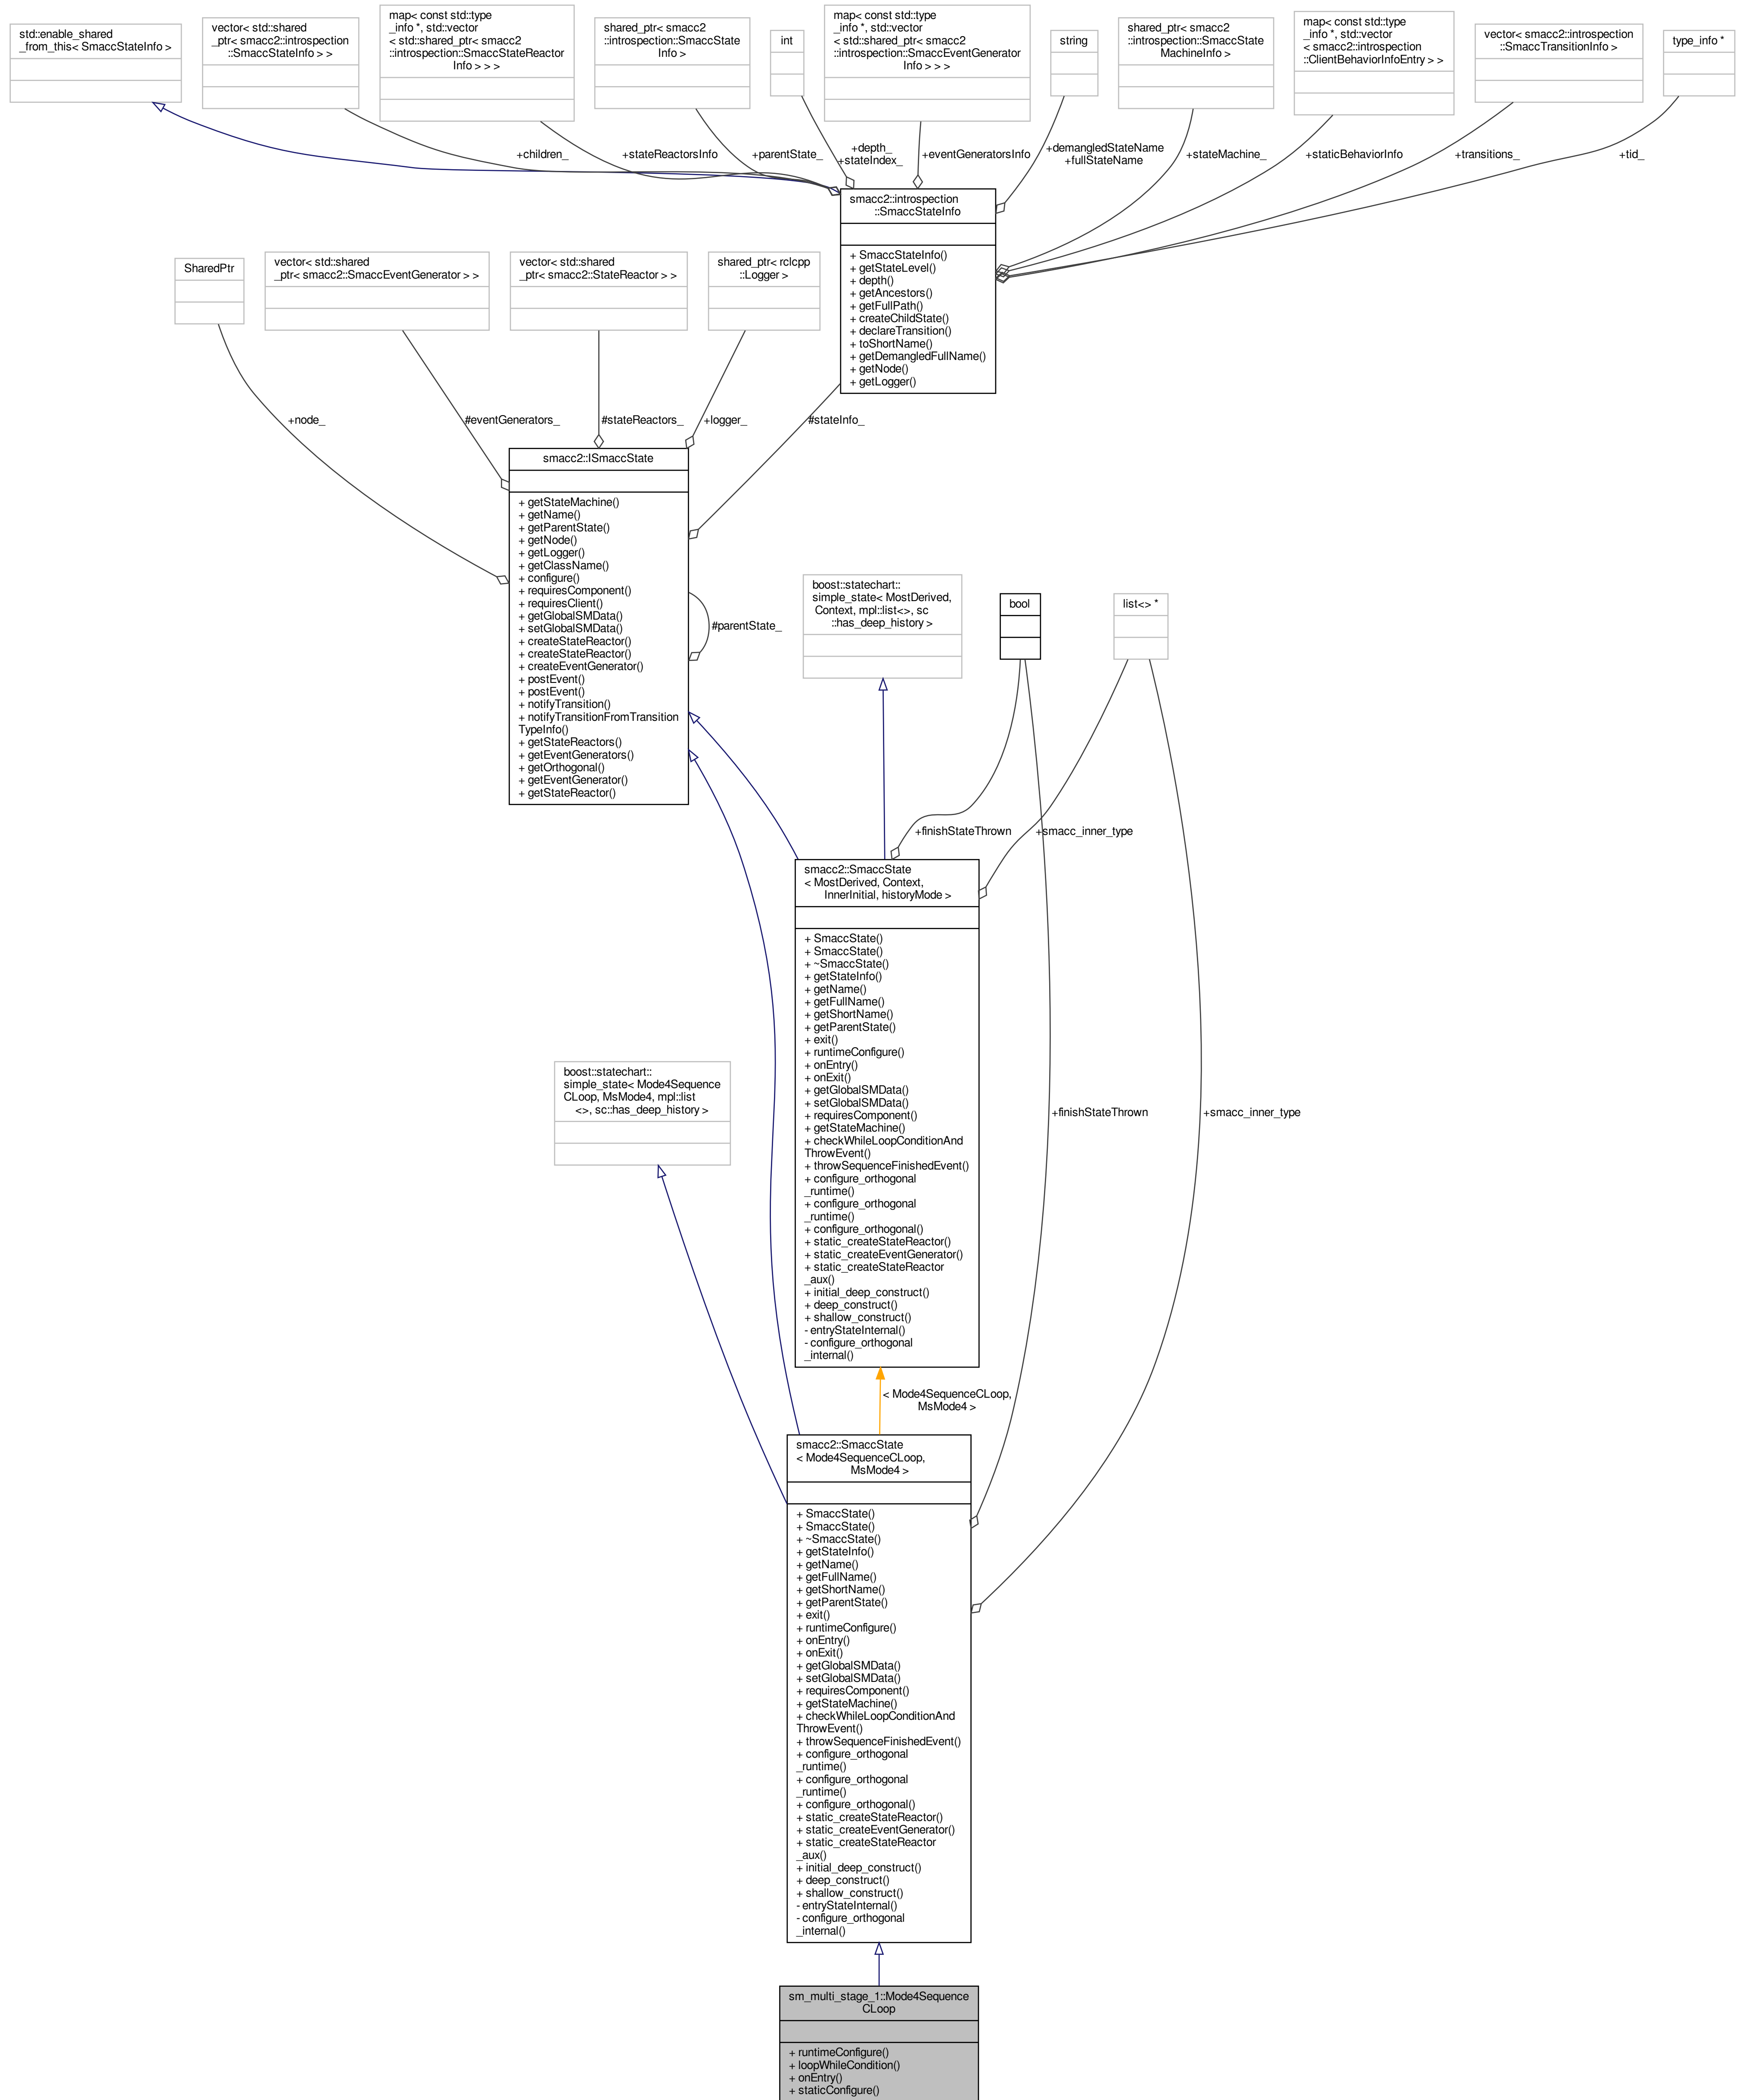 std::enable_shared
_from_this< SmaccStateInfo >
vector< std::shared
_ptr< smacc2::introspection
::SmaccStateInfo > >
map< const std::type
_info *, std::vector
< std::shared_ptr< smacc2
::introspection::SmaccStateReactor
Info > > >
shared_ptr< smacc2
::introspection::SmaccState
Info >
int
map< const std::type
_info *, std::vector
< std::shared_ptr< smacc2
::introspection::SmaccEventGenerator
Info > > >
string
shared_ptr< smacc2
::introspection::SmaccState
MachineInfo >
map< const std::type
_info *, std::vector
< smacc2::introspection
::ClientBehaviorInfoEntry > >
vector< smacc2::introspection
::SmaccTransitionInfo >
type_info *
+children_
+stateReactorsInfo
+parentState_
+depth_
+stateIndex_
+eventGeneratorsInfo
+demangledStateName
+fullStateName
+stateMachine_
+staticBehaviorInfo
+transitions_
+tid_
smacc2::introspection
::SmaccStateInfo
+ SmaccStateInfo()
+ getStateLevel()
+ depth()
+ getAncestors()
+ getFullPath()
+ createChildState()
+ declareTransition()
+ toShortName()
+ getDemangledFullName()
+ getNode()
+ getLogger()
SharedPtr
vector< std::shared
_ptr< smacc2::SmaccEventGenerator > >
vector< std::shared
_ptr< smacc2::StateReactor > >
shared_ptr< rclcpp
::Logger >
+node_
#eventGenerators_
#stateReactors_
+logger_
#stateInfo_
smacc2::ISmaccState
+ getStateMachine()
+ getName()
+ getParentState()
+ getNode()
+ getLogger()
+ getClassName()
+ configure()
+ requiresComponent()
+ requiresClient()
+ getGlobalSMData()
+ setGlobalSMData()
+ createStateReactor()
+ createStateReactor()
+ createEventGenerator()
+ postEvent()
+ postEvent()
+ notifyTransition()
+ notifyTransitionFromTransition
TypeInfo()
+ getStateReactors()
+ getEventGenerators()
+ getOrthogonal()
+ getEventGenerator()
+ getStateReactor()
#parentState_
boost::statechart::
simple_state< MostDerived,
Context, mpl::list<>, sc
::has_deep_history >
bool
list<> *
+finishStateThrown
+smacc_inner_type
smacc2::SmaccState
< MostDerived, Context,
InnerInitial, historyMode >
+ SmaccState()
+ SmaccState()
+ ~SmaccState()
+ getStateInfo()
+ getName()
+ getFullName()
+ getShortName()
+ getParentState()
+ exit()
+ runtimeConfigure()
+ onEntry()
+ onExit()
+ getGlobalSMData()
+ setGlobalSMData()
+ requiresComponent()
+ getStateMachine()
+ checkWhileLoopConditionAnd
ThrowEvent()
+ throwSequenceFinishedEvent()
+ configure_orthogonal
_runtime()
+ configure_orthogonal
_runtime()
+ configure_orthogonal()
+ static_createStateReactor()
+ static_createEventGenerator()
+ static_createStateReactor
_aux()
+ initial_deep_construct()
+ deep_construct()
+ shallow_construct()
- entryStateInternal()
- configure_orthogonal
_internal()
boost::statechart::
simple_state< Mode4Sequence
CLoop, MsMode4, mpl::list
<>, sc::has_deep_history >
+finishStateThrown
+smacc_inner_type
< Mode4SequenceCLoop,
MsMode4 >
smacc2::SmaccState
< Mode4SequenceCLoop,
MsMode4 >
+ SmaccState()
+ SmaccState()
+ ~SmaccState()
+ getStateInfo()
+ getName()
+ getFullName()
+ getShortName()
+ getParentState()
+ exit()
+ runtimeConfigure()
+ onEntry()
+ onExit()
+ getGlobalSMData()
+ setGlobalSMData()
+ requiresComponent()
+ getStateMachine()
+ checkWhileLoopConditionAnd
ThrowEvent()
+ throwSequenceFinishedEvent()
+ configure_orthogonal
_runtime()
+ configure_orthogonal
_runtime()
+ configure_orthogonal()
+ static_createStateReactor()
+ static_createEventGenerator()
+ static_createStateReactor
_aux()
+ initial_deep_construct()
+ deep_construct()
+ shallow_construct()
- entryStateInternal()
- configure_orthogonal
_internal()
sm_multi_stage_1::Mode4Sequence
CLoop
+ runtimeConfigure()
+ loopWhileCondition()
+ onEntry()
+ staticConfigure()